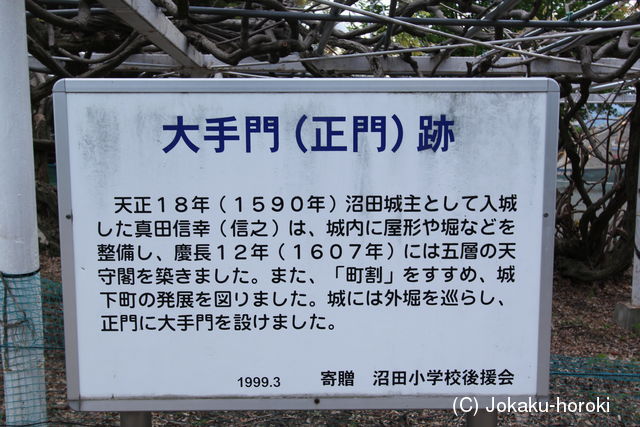 大手門（正門）跡
天正１８年（１５９０年）沼田城主として入城
した真田信幸（信之）は、城内に屋形や堀などを
整備し、慶長１２年（１６０７年）には五層の天
守閣を築きました。また、「町割」をすすめ、城
下町の発展を図りました。城には外堀を巡らし、
正門に大手門を設けました。
1999.3　寄贈　沼田小学校後援会
(C) Jokaku-horoki